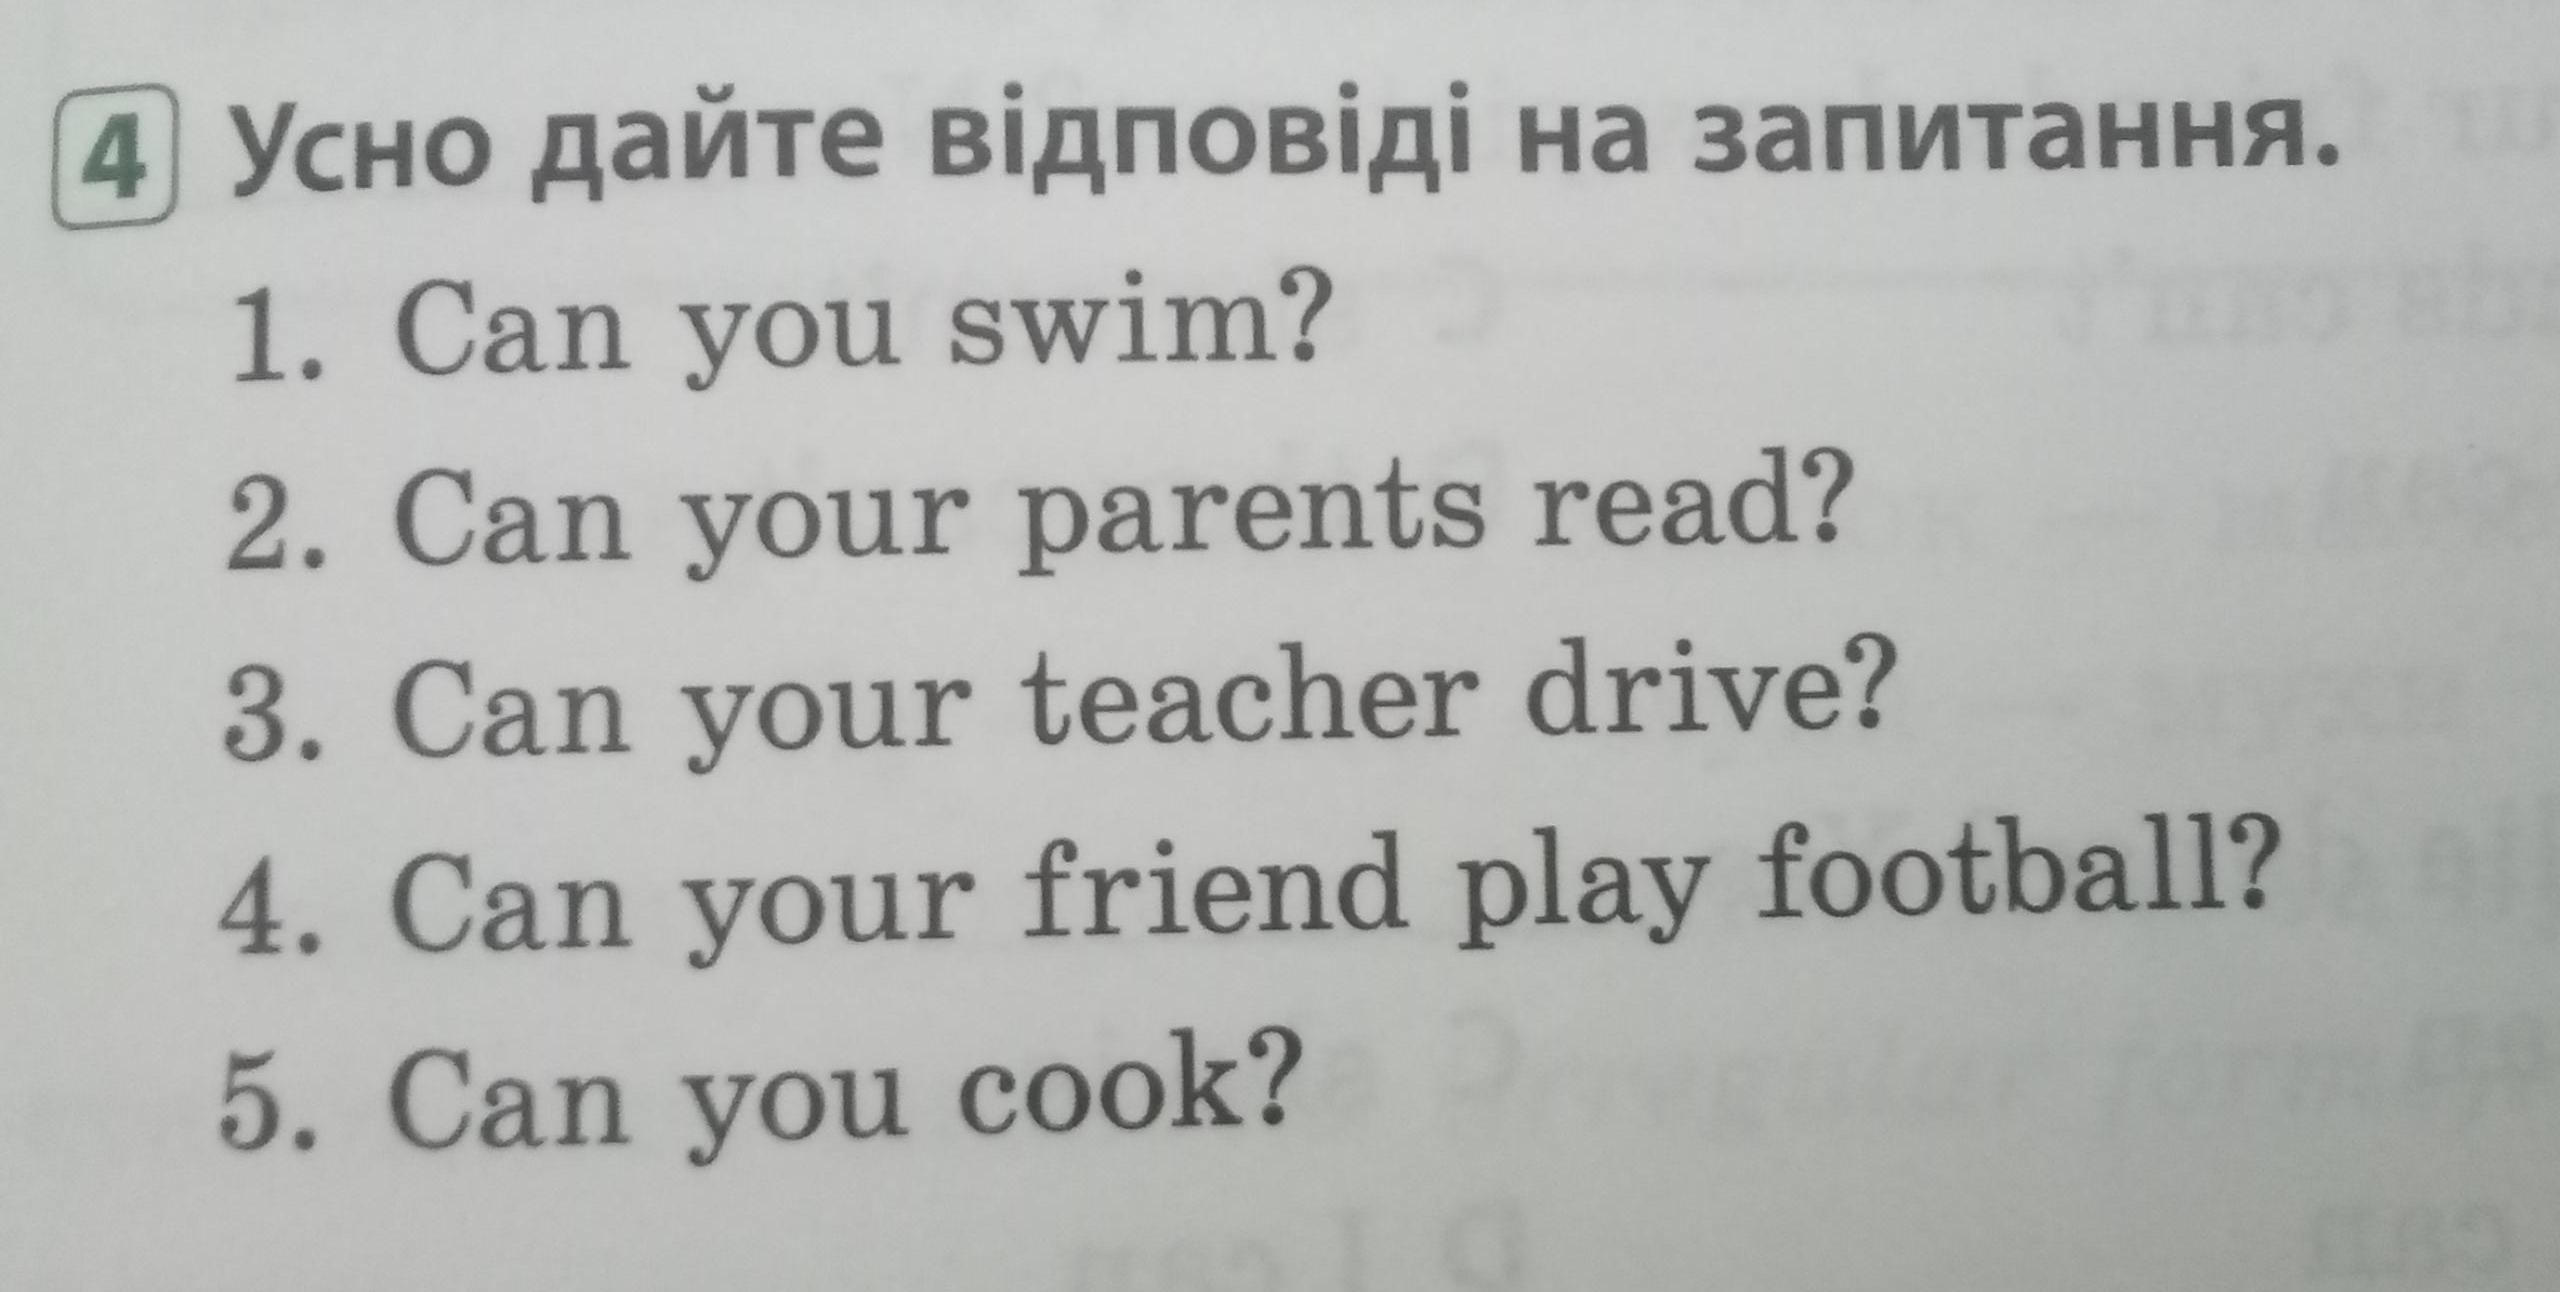 4 Усно дайте відповіді на запитання.
1. Can you swim?
2. Can your parents read?
3. Can your teacher drive?
4. Can your friend play football?
5. Can you cook?